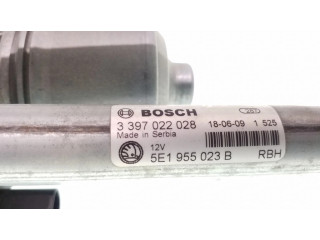 BOSCH
3 397 022 028 18-06-09 1 525
Made in Serbia
12V
5E1 955 023 B RBH